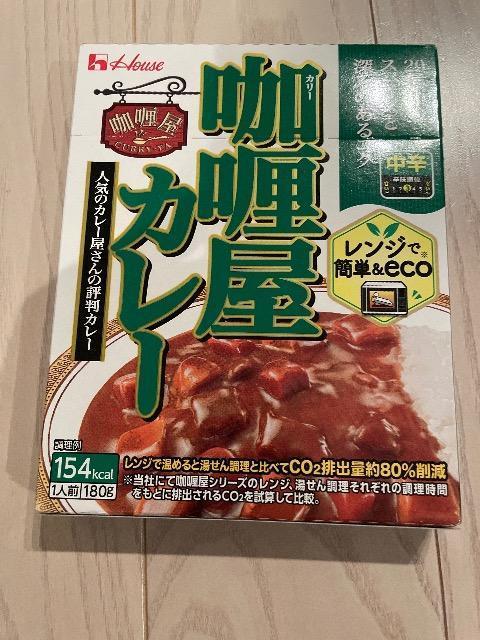 House
咖喱屋
CURRY-YA
カリー
咖喱屋
カレー
人気のカレー屋さんの評判カレー
中辛
辛味順位
レンジで※
簡単&eco
調理例
154kcal
1人前 180g
レンジで温めると湯せん調理と比べてCO2排出量約80%削減
※当社にて咖喱屋シリーズのレンジ、湯せん調理それぞれの調理時間
をもとに排出されるCO2を試算して比較。